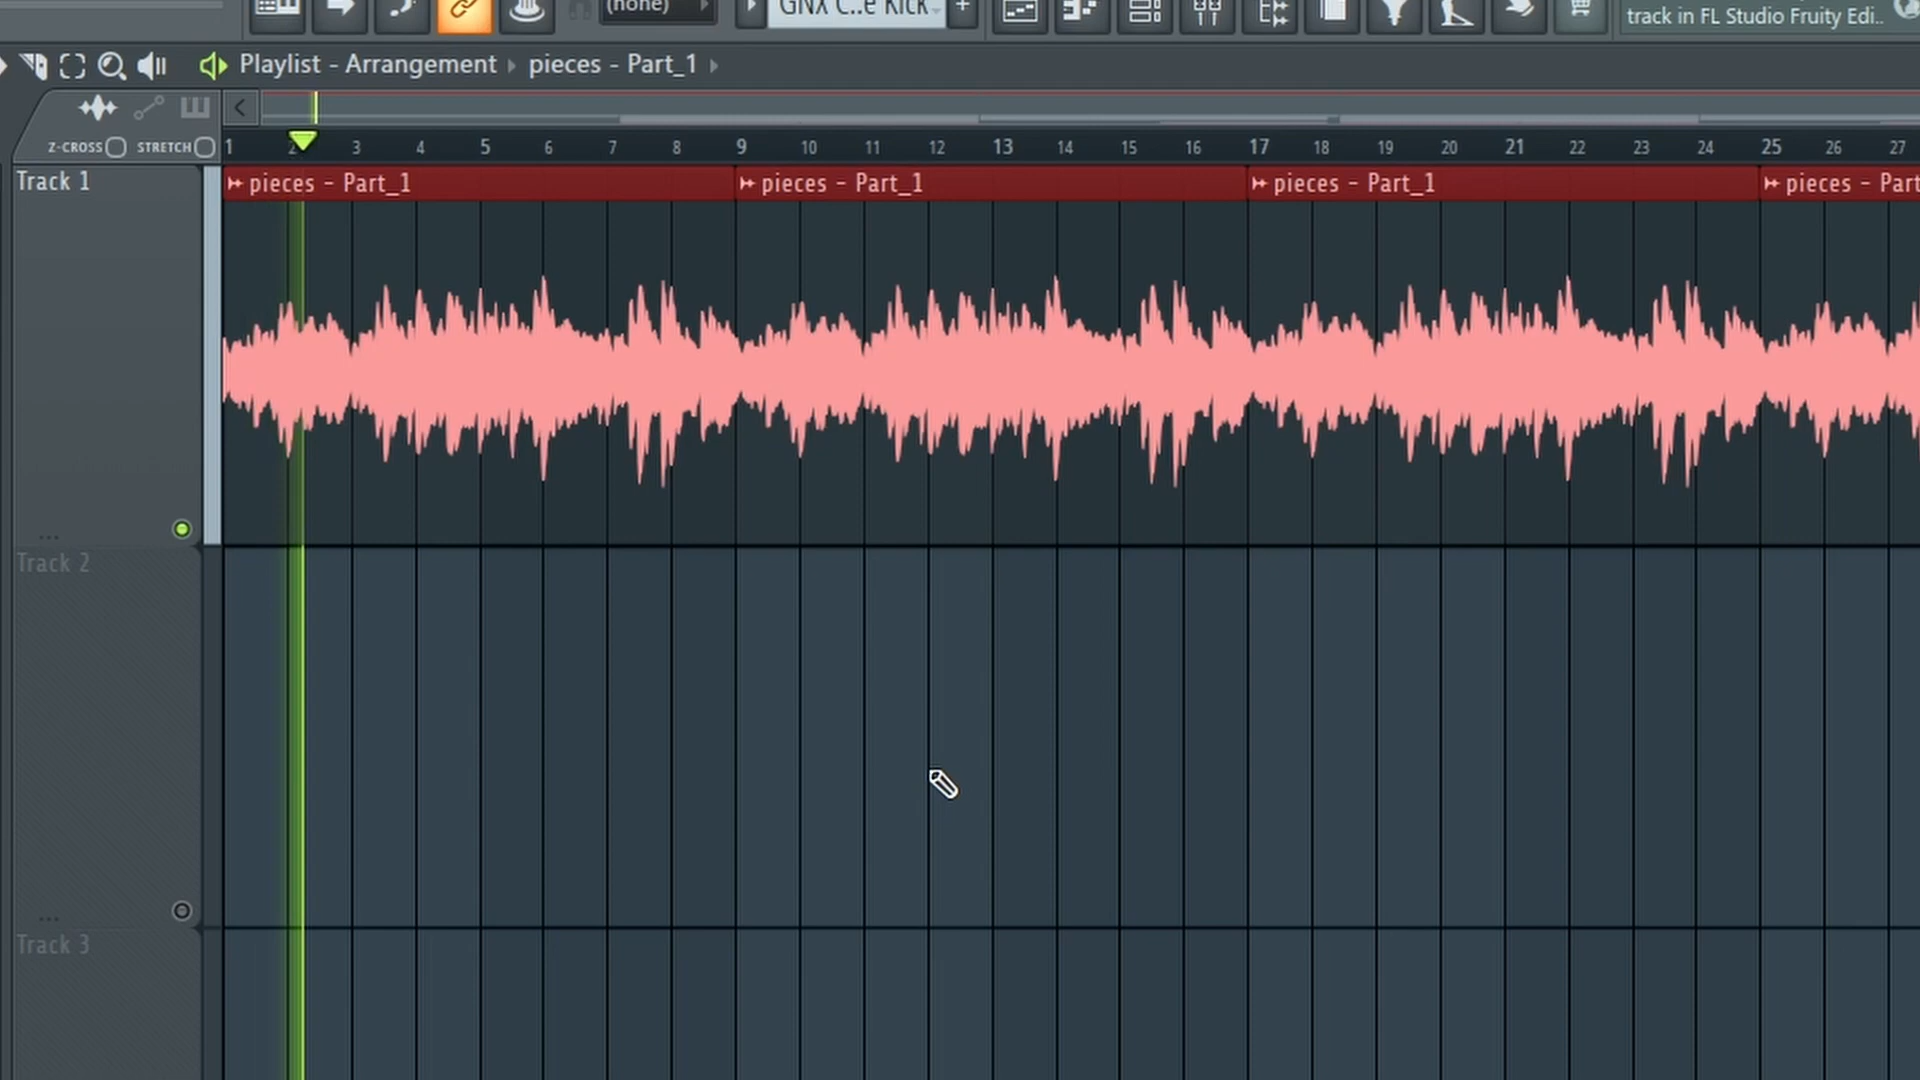 (none)
GNX C..e Kick
track in FL Studio Fruity Edi..
Playlist - Arrangement pieces - Part_1
Z-CROSS STRETCH
1 2 3 4 5 6 7 8 9 10 11 12 13 14 15 16 17 18 19 20 21 22 23 24 25 26 27
Track 1
pieces - Part_1 pieces - Part_1 pieces - Part_1 pieces - Part
Track 2
Track 3